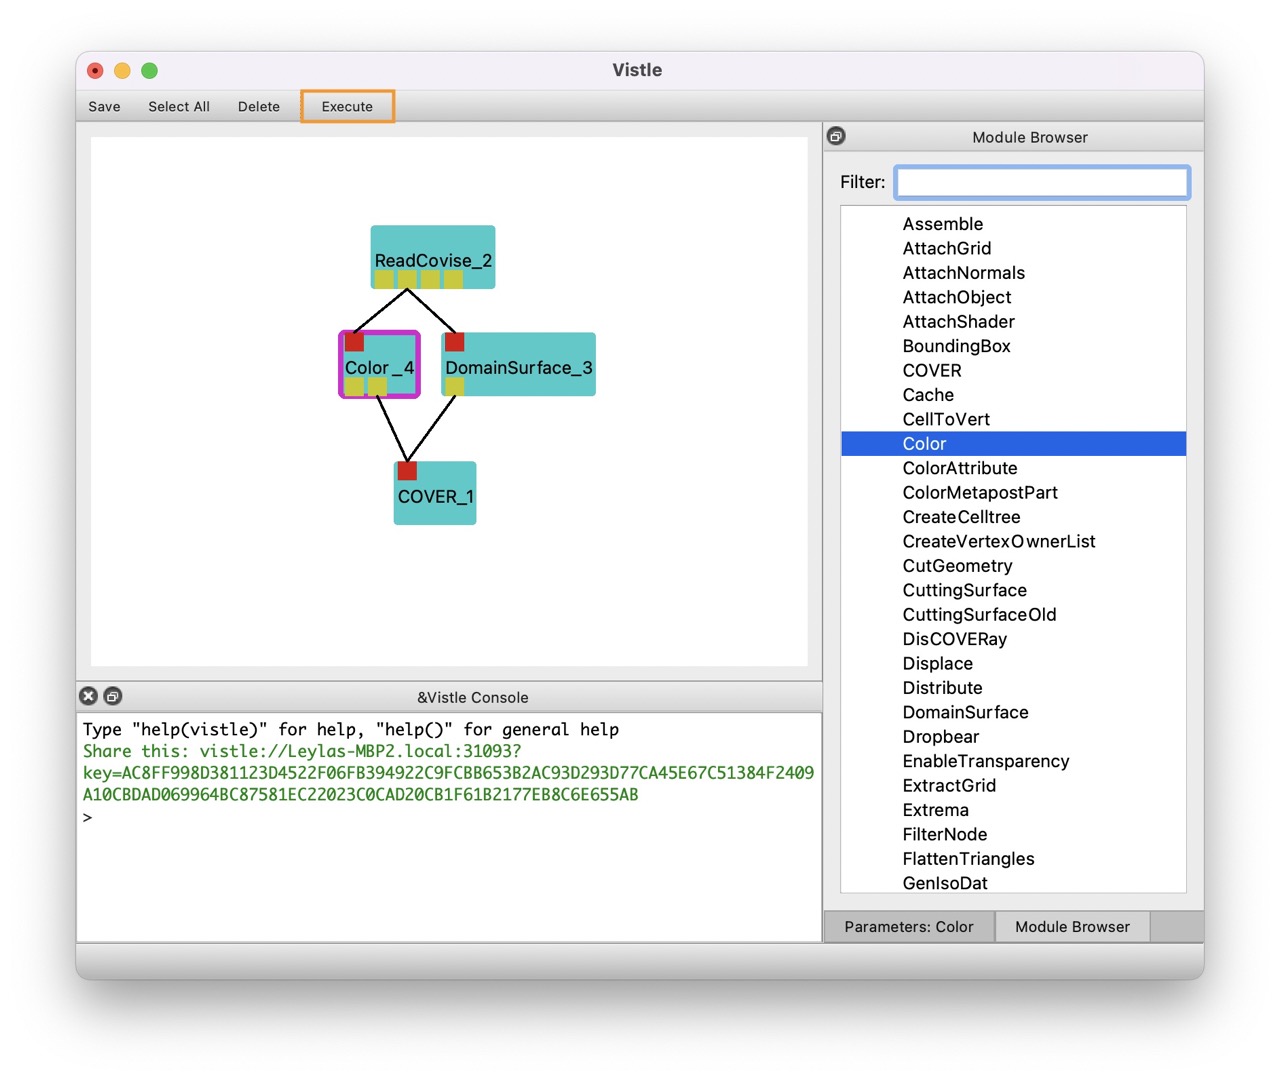 Vistle
Save Select All Delete Execute
ReadCovise_2
Color_4
DomainSurface_3
COVER_1
Module Browser
Filter:
Assemble
AttachGrid
AttachNormals
AttachObject
AttachShader
BoundingBox
COVER
Cache
CellToVert
Color
ColorAttribute
ColorMetapostPart
CreateCelltree
CreateVertexOwnerList
CutGeometry
CuttingSurface
CuttingSurfaceOld
DisCOVERay
Displace
Distribute
DomainSurface
Dropbear
EnableTransparency
ExtractGrid
Extrema
FilterNode
FlattenTriangles
GenIsoDat
Parameters: Color Module Browser
&Vistle Console
Type "help(vistle)" for help, "help()" for general help
Share this: vistle://Leylas-MBP2.local:31093?
key=AC8FF998D381123D4522F06FB394922C9FCBB653B2AC93D293D77CA45E67C51384F2409
A10CBDAD069964BC87581EC22023C0CAD20CB1F61B2177EB8C6E655AB
>